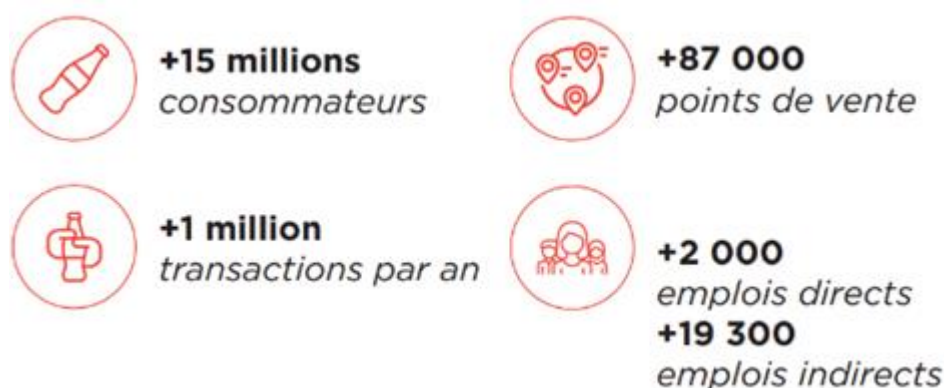 +15 millions
consommateurs
+87 000
points de vente
+1 million
transactions par an
+2 000
emplois directs
+19 300
emplois indirects